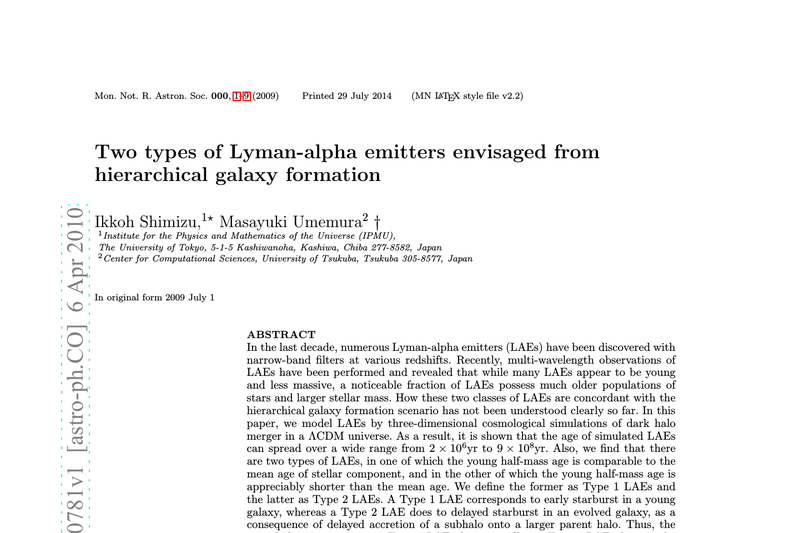 Mon. Not. R. Astron. Soc. 000, 1–9 (2009) Printed 29 July 2014 (MN LATEX style file v2.2)
Two types of Lyman-alpha emitters envisaged from
hierarchical galaxy formation
Ikkoh Shimizu,1⋆ Masayuki Umemura2 †
1 Institute for the Physics and Mathematics of the Universe (IPMU),
The University of Tokyo, 5-1-5 Kashiwanoha, Kashiwa, Chiba 277-8582, Japan
2 Center for Computational Sciences, University of Tsukuba, Tsukuba 305-8577, Japan
In original form 2009 July 1
ABSTRACT
In the last decade, numerous Lyman-alpha emitters (LAEs) have been discovered with
narrow-band filters at various redshifts. Recently, multi-wavelength observations of
LAEs have been performed and revealed that while many LAEs appear to be young
and less massive, a noticeable fraction of LAEs possess much older populations of
stars and larger stellar mass. How these two classes of LAEs are concordant with the
hierarchical galaxy formation scenario has not been understood clearly so far. In this
paper, we model LAEs by three-dimensional cosmological simulations of dark halo
merger in a ΛCDM universe. As a result, it is shown that the age of simulated LAEs
can spread over a wide range from 2 × 10⁶yr to 9 × 10⁸yr. Also, we find that there
are two types of LAEs, in one of which the young half-mass age is comparable to the
mean age of stellar component, and in the other of which the young half-mass age is
appreciably shorter than the mean age. We define the former as Type 1 LAEs and
the latter as Type 2 LAEs. A Type 1 LAE corresponds to early starburst in a young
galaxy, whereas a Type 2 LAE does to delayed starburst in an evolved galaxy, as a
consequence of delayed accretion of a subhalo onto a larger parent halo. Thus, the
0781v1 [astro-ph.CO] 6 Apr 2010